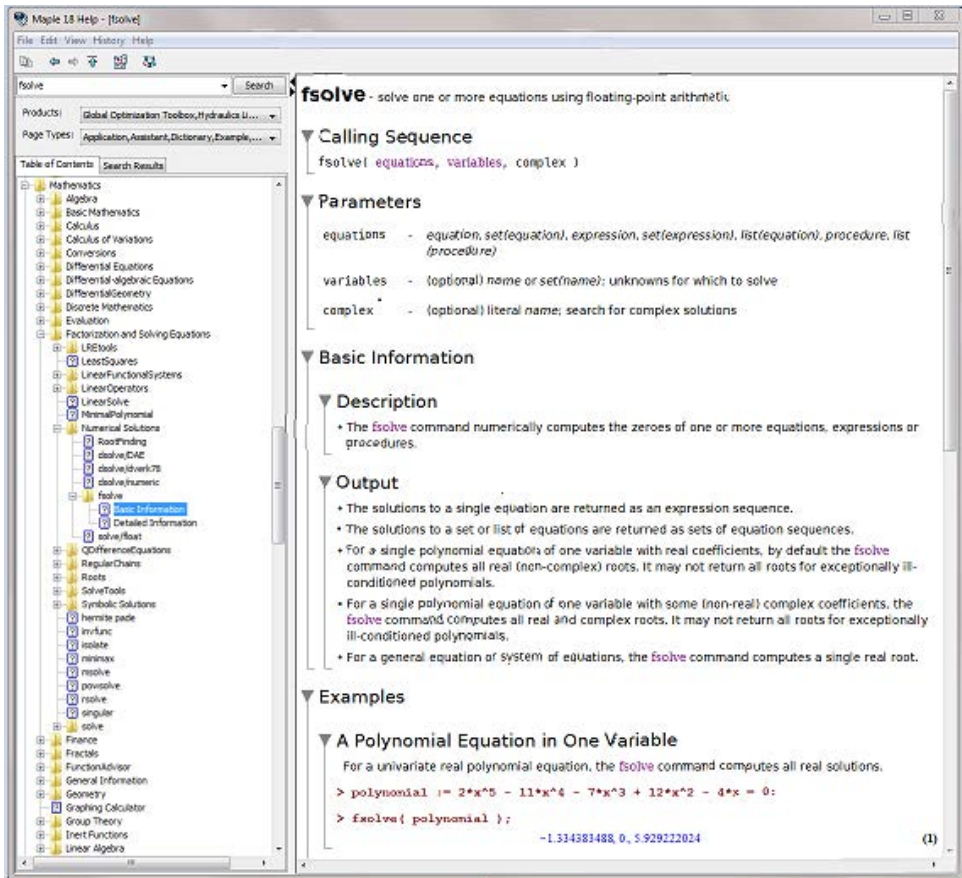 Maple 18 Help - [fsolve]
File Edit View History Help
fsolve
Search
Products:
Global Optimization Toolbox,Hydraulics Li...
Page Types:
Application,Assistant,Dictionary,Example,...
Table of Contents
Search Results
Mathematics
Algebra
Basic Mathematics
Calculus
Calculus of Variations
Conversions
Differential Equations
Differential-algebraic Equations
DifferentialGeometry
Discrete Mathematics
Evaluation
Factorization and Solving Equations
LREtools
LeastSquares
LinearFunctionalSystems
LinearOperators
LinearSolve
MinimalPolynomial
Numerical Solutions
RootFinding
dsolve/DAE
dsolve/dverk78
dsolve/numeric
fsolve
Basic Information
Detailed Information
solve/float
QDifferenceEquations
RegularChains
Roots
SolveTools
Symbolic Solutions
hermite pade
invfunc
isolate
minimax
msolve
powsolve
rsolve
singular
solve
Finance
Fractals
FunctionAdvisor
General Information
Geometry
Graphing Calculator
Group Theory
Inert Functions
Linear Algebra
fsolve - solve one or more equations using floating-point arithmetic
Calling Sequence
fsolve( equations, variables, complex )
Parameters
equations - equation, set(equation), expression, set(expression), list(equation), procedure, list
(procedure)
variables - (optional) name or set(name); unknowns for which to solve
complex - (optional) literal name; search for complex solutions
Basic Information
Description
• The fsolve command numerically computes the zeroes of one or more equations, expressions or
procedures.
Output
• The solutions to a single equation are returned as an expression sequence.
• The solutions to a set or list of equations are returned as sets of equation sequences.
• For a single polynomial equation of one variable with real coefficients, by default the fsolve
command computes all real (non-complex) roots. It may not return all roots for exceptionally ill-
conditioned polynomials.
• For a single polynomial equation of one variable with some (non-real) complex coefficients, the
fsolve command computes all real and complex roots. It may not return all roots for exceptionally
ill-conditioned polynomials.
• For a general equation or system of equations, the fsolve command computes a single real root.
Examples
A Polynomial Equation in One Variable
For a univariate real polynomial equation, the fsolve command computes all real solutions.
> polynomial := 2*x^5 - 11*x^4 - 7*x^3 + 12*x^2 - 4*x = 0:
> fsolve( polynomial );
-1.334383488, 0., 5.929222024 (1)